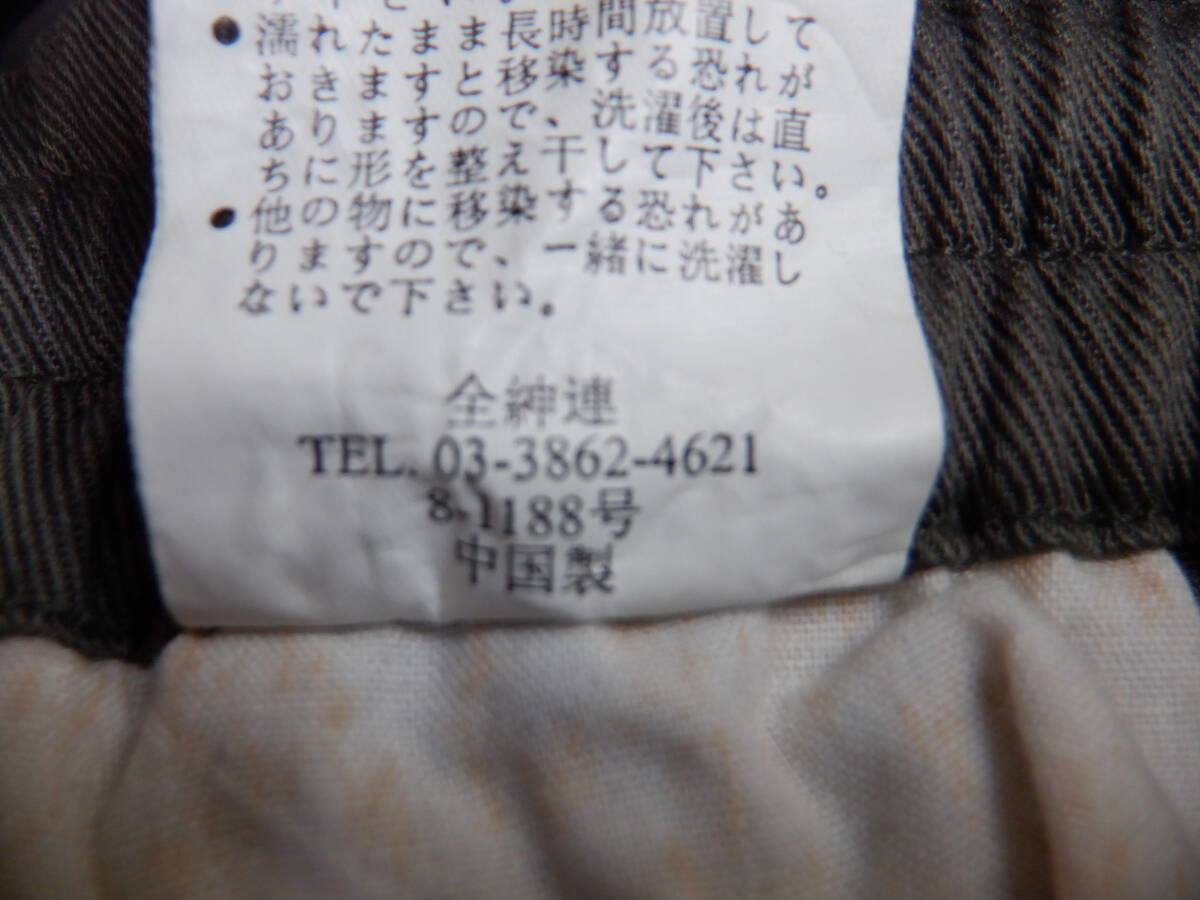 ● 濡れたまま長時間放置して
おきますと移染する恐れが
あります ので、洗濯後は直
ちに形を整え干して下さい。
● 他の物に移染する恐れがあ
りますので、一緒に洗濯し
ないで下さい。
全紳連
TEL. 03-3862-4621
8-1188号
中国製